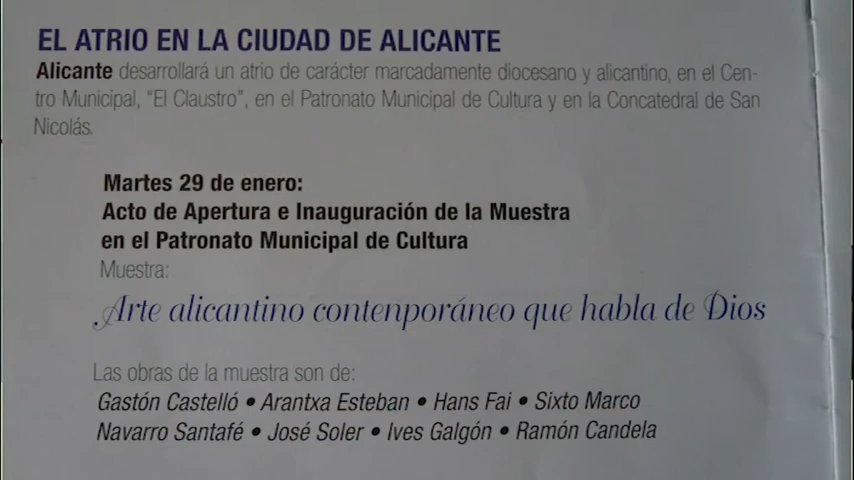 EL ATRIO EN LA CIUDAD DE ALICANTE
Alicante desarrollará un atrio de carácter marcadamente diocesano y alicantino, en el Cen-
tro Municipal, "El Claustro", en el Patronato Municipal de Cultura y en la Concatedral de San
Nicolás.
Martes 29 de enero:
Acto de Apertura e Inauguración de la Muestra
en el Patronato Municipal de Cultura
Muestra:
Arte alicantino contenporáneo que habla de Dios
Las obras de la muestra son de:
Gastón Castelló • Arantxa Esteban • Hans Fai • Sixto Marco
Navarro Santafé • José Soler • Ives Galgón • Ramón Candela